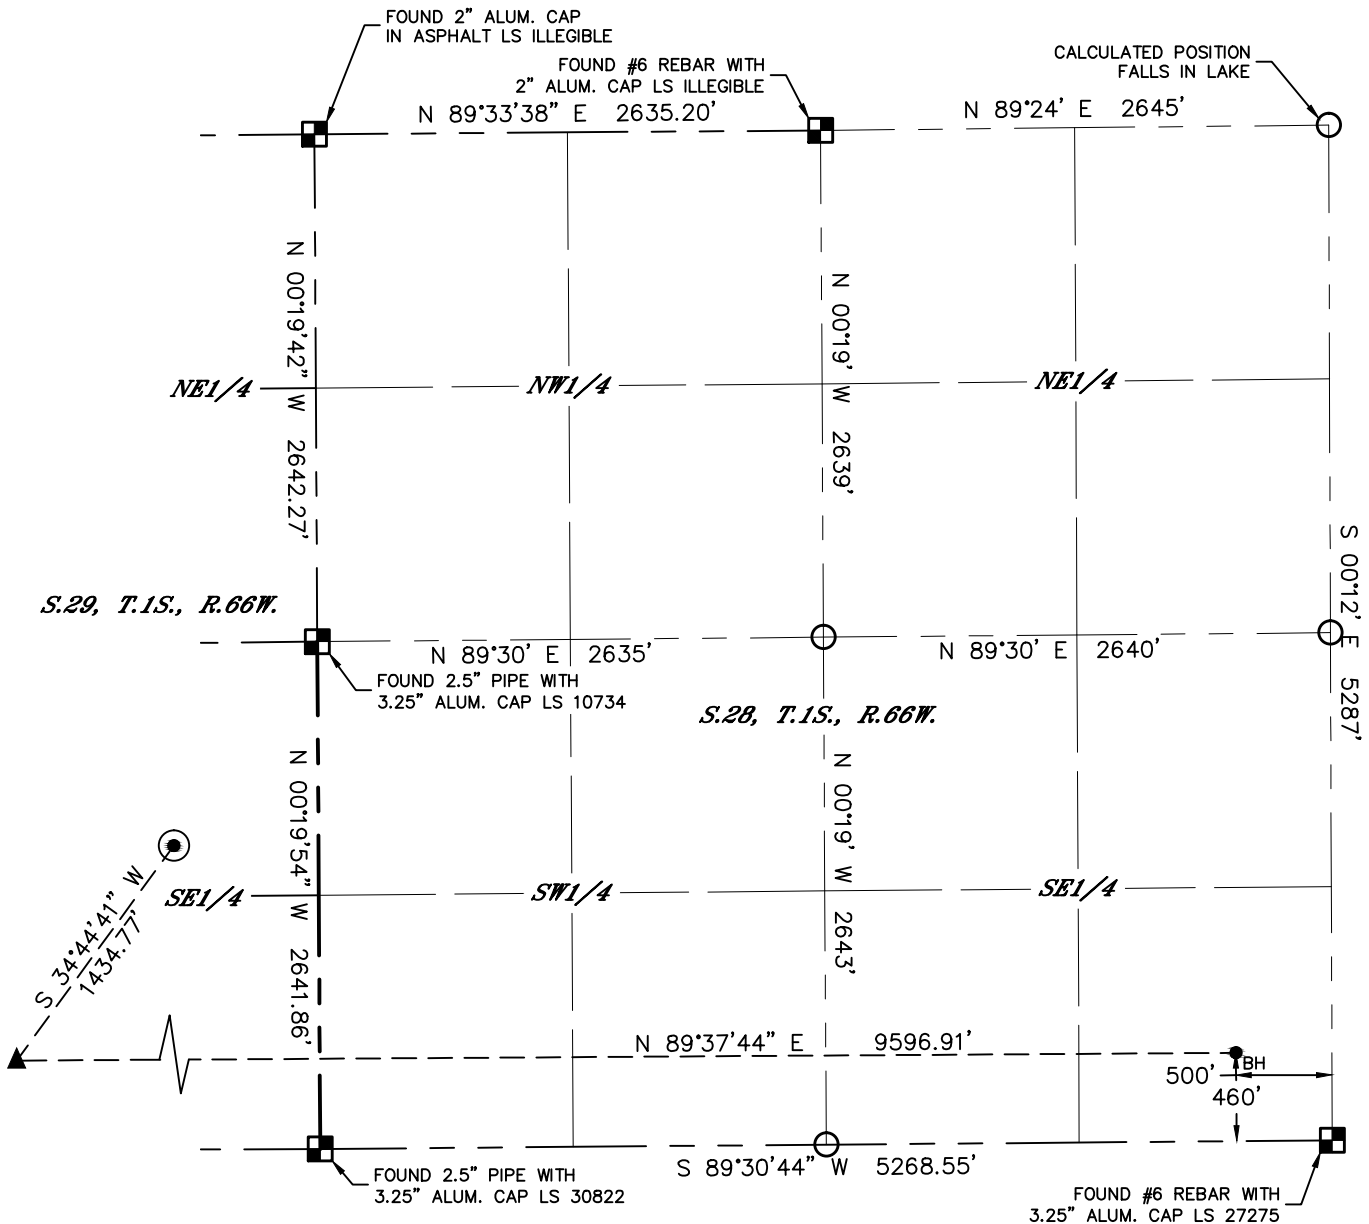 FOUND 2” ALUM. CAP
IN ASPHALT LS ILLEGIBLE
FOUND #6 REBAR WITH
2” ALUM. CAP LS ILLEGIBLE
CALCULATED POSITION
FALLS IN LAKE
N 89°33'38” E 2635.20'
N 89°24' E 2645'
N 00°19'42” W 2642.27'
N 00°19' W 2639'
NE1/4
NW1/4
NE1/4
S 00°12' E 5287'
S.29, T.1S., R.66W.
N 89°30' E 2635'
N 89°30' E 2640'
FOUND 2.5” PIPE WITH
3.25” ALUM. CAP LS 10734
S.28, T.1S., R.66W.
N 00°19'54” W 2641.86'
N 00°19' W 2643'
SE1/4
SW1/4
SE1/4
S 34°44'41” W
1434.77'
N 89°37'44” E 9596.91'
BH
500'
460'
S 89°30'44” W 5268.55'
FOUND 2.5” PIPE WITH
3.25” ALUM. CAP LS 30822
FOUND #6 REBAR WITH
3.25” ALUM. CAP LS 27275